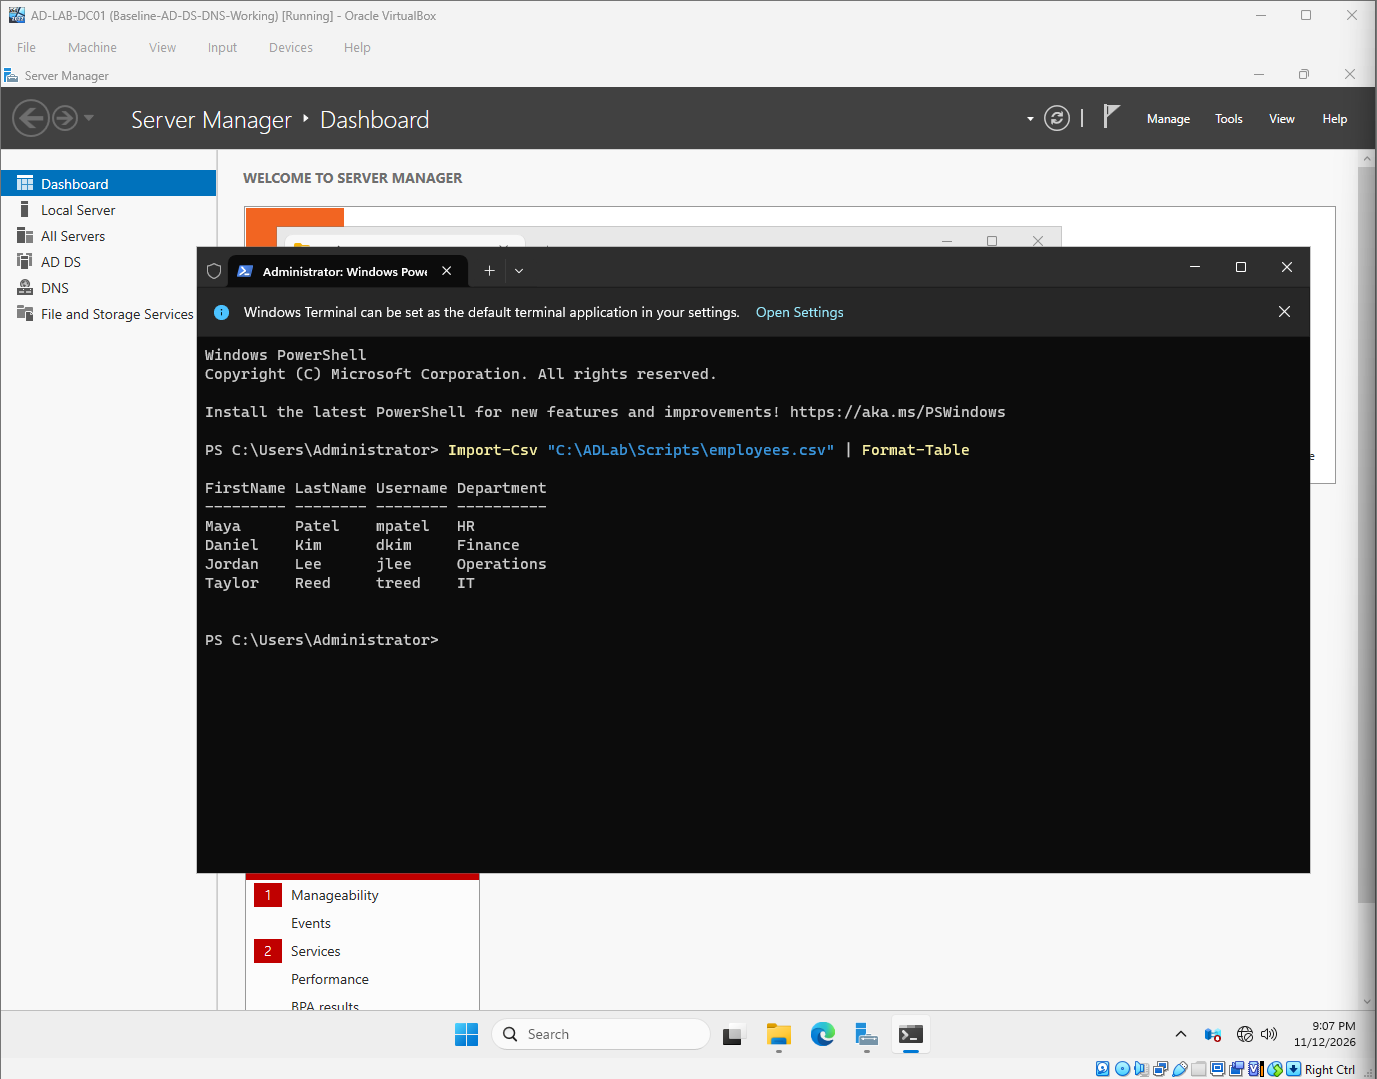 AD-LAB-DC01 (Baseline-AD-DS-DNS-Working) [Running] - Oracle VirtualBox
File Machine View Input Devices Help
Server Manager
Server Manager Dashboard
Manage Tools View Help
Dashboard
Local Server
All Servers
AD DS
DNS
File and Storage Services
WELCOME TO SERVER MANAGER
Administrator: Windows Powe
Windows Terminal can be set as the default terminal application in your settings. Open Settings
Windows PowerShell
Copyright (C) Microsoft Corporation. All rights reserved.
Install the latest PowerShell for new features and improvements! https://aka.ms/PSWindows
PS C:\Users\Administrator> Import-Csv "C:\ADLab\Scripts\employees.csv" | Format-Table
FirstName LastName Username Department
--------- -------- -------- ----------
Maya Patel mpatel HR
Daniel Kim dkim Finance
Jordan Lee jlee Operations
Taylor Reed treed IT
PS C:\Users\Administrator>
1 Manageability
Events
2 Services
Performance
BPA results
Search
9:07 PM
11/12/2026
Right Ctrl